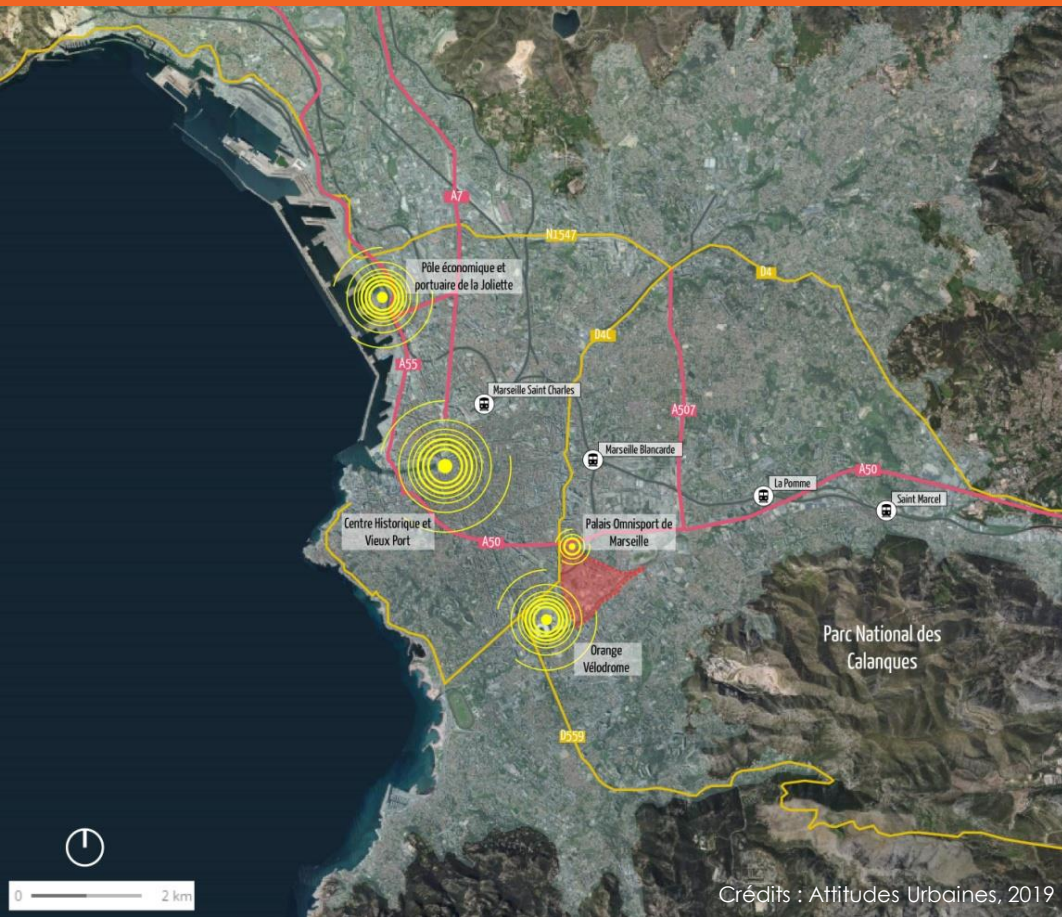 A7
N1547
Pôle économique et
portuaire de la Joliette
D4
D4C
A55
Marseille Saint Charles
A507
Marseille Blancarde
A50
La Pomme
Saint Marcel
Centre Historique et
Vieux Port
A50
Palais Omnisport de
Marseille
Parc National des
Calanques
Orange
Vélodrome
D559
0 2 km
Crédits : Attitudes Urbaines, 2019